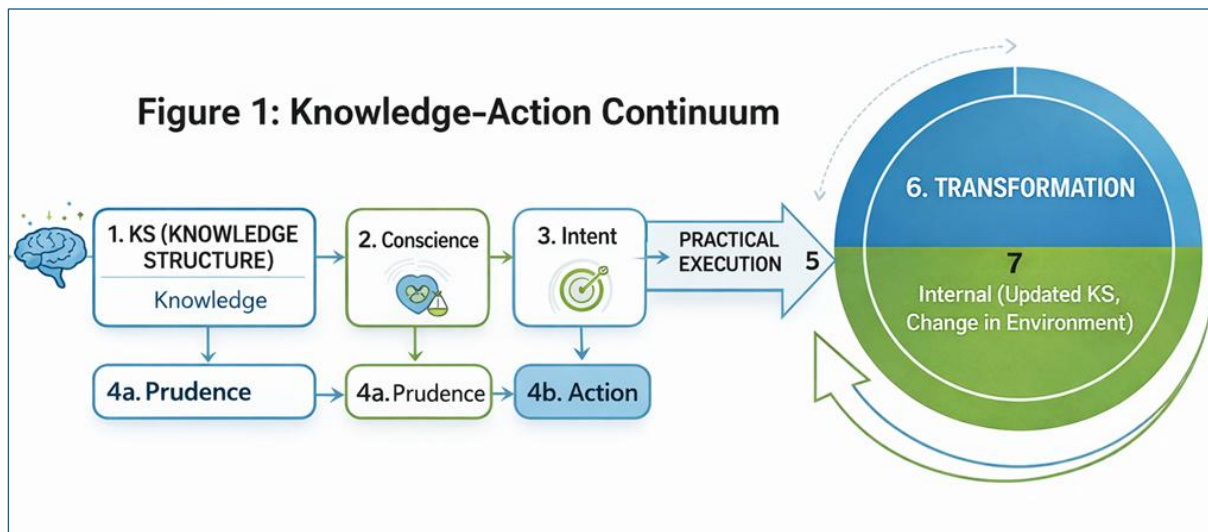 Figure 1: Knowledge-Action Continuum
1. KS (KNOWLEDGE
STRUCTURE)
Knowledge
2. Conscience
3. Intent
PRACTICAL
EXECUTION
5
6. TRANSFORMATION
7
Internal (Updated KS,
Change in Environment)
4a. Prudence
4a. Prudence
4b. Action